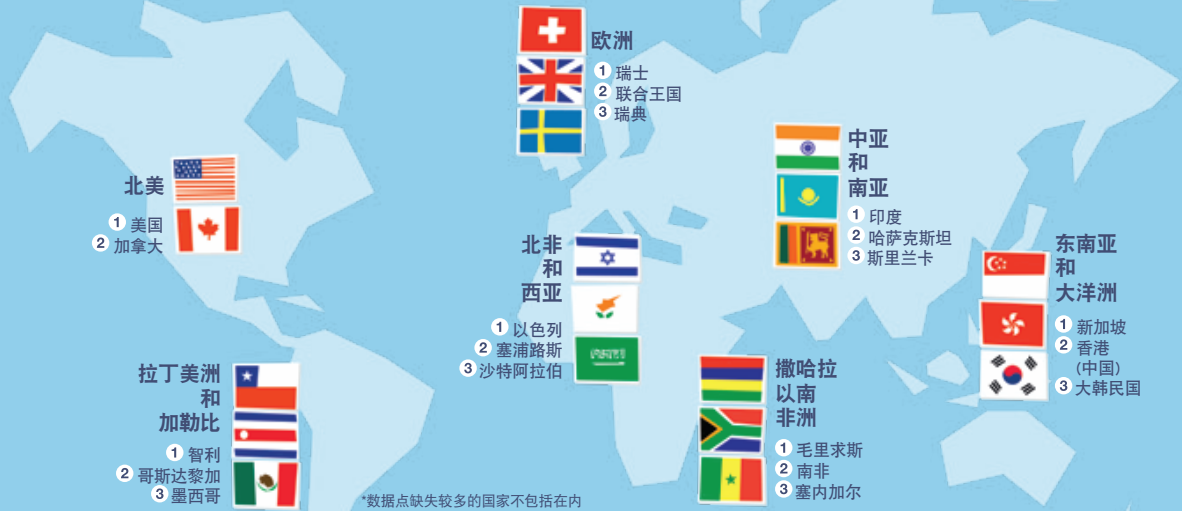 欧洲
1 瑞士
2 联合王国
3 瑞典
北美
1 美国
2 加拿大
中亚
和
南亚
1 印度
2 哈萨克斯坦
3 斯里兰卡
北非
和
西亚
1 以色列
2 塞浦路斯
3 沙特阿拉伯
东南亚
和
大洋洲
1 新加坡
2 香港
(中国)
3 大韩民国
拉丁美洲
和
加勒比
1 智利
2 哥斯达黎加
3 墨西哥
撒哈拉
以南
非洲
1 毛里求斯
2 南非
3 塞内加尔
*数据点缺失较多的国家不包括在内